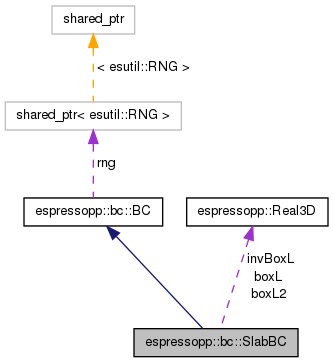 shared_ptr
< esutil::RNG >
shared_ptr< esutil::RNG >
rng
espressopp::bc::BC
espressopp::Real3D
invBoxL
boxL
boxL2
espressopp::bc::SlabBC